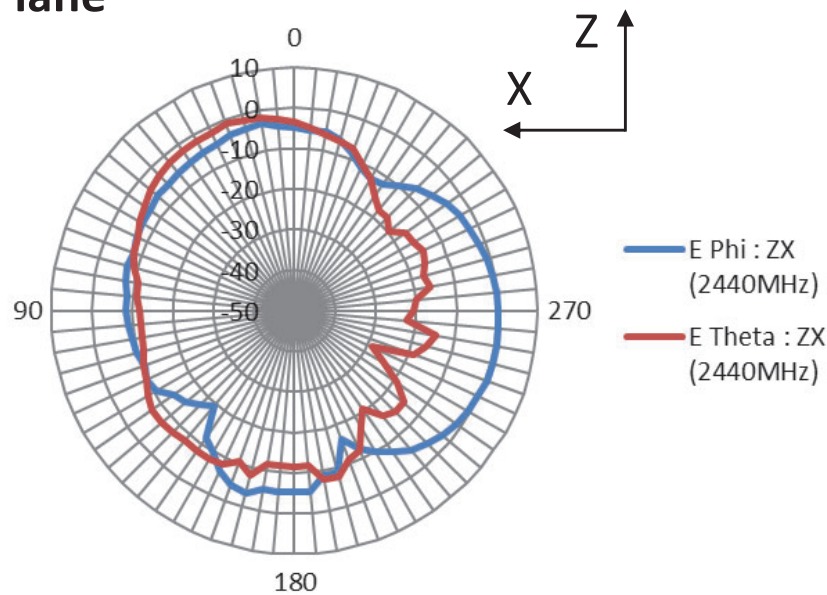 lane
0
10
0
-10
-20
-30
-40
-50
90
270
180
Z
X
E Phi : ZX
(2440MHz)
E Theta : ZX
(2440MHz)